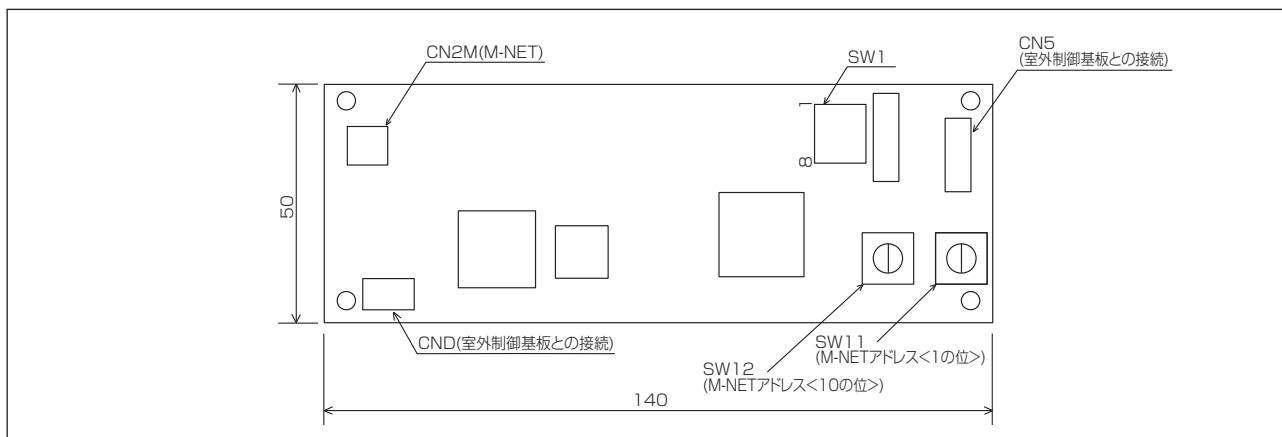 CN2M(M-NET)
SW1
CN5
(室外制御基板との接続)
1
8
50
CND(室外制御基板との接続)
SW11
(M-NETアドレス<1の位>)
SW12
(M-NETアドレス<10の位>)
140